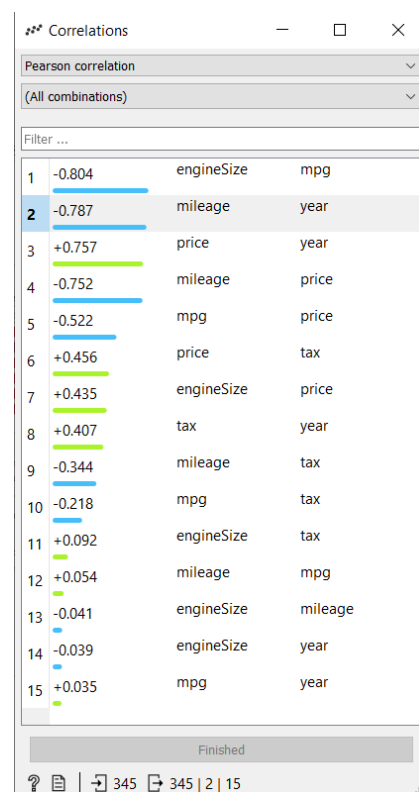 Correlations
Pearson correlation
(All combinations)
Filter ...
1 -0.804 engineSize mpg
2 -0.787 mileage year
3 +0.757 price year
4 -0.752 mileage price
5 -0.522 mpg price
6 +0.456 price tax
7 +0.435 engineSize price
8 +0.407 tax year
9 -0.344 mileage tax
10 -0.218 mpg tax
11 +0.092 engineSize tax
12 +0.054 mileage mpg
13 -0.041 engineSize mileage
14 -0.039 engineSize year
15 +0.035 mpg year
Finished
? 345 345 | 2 | 15